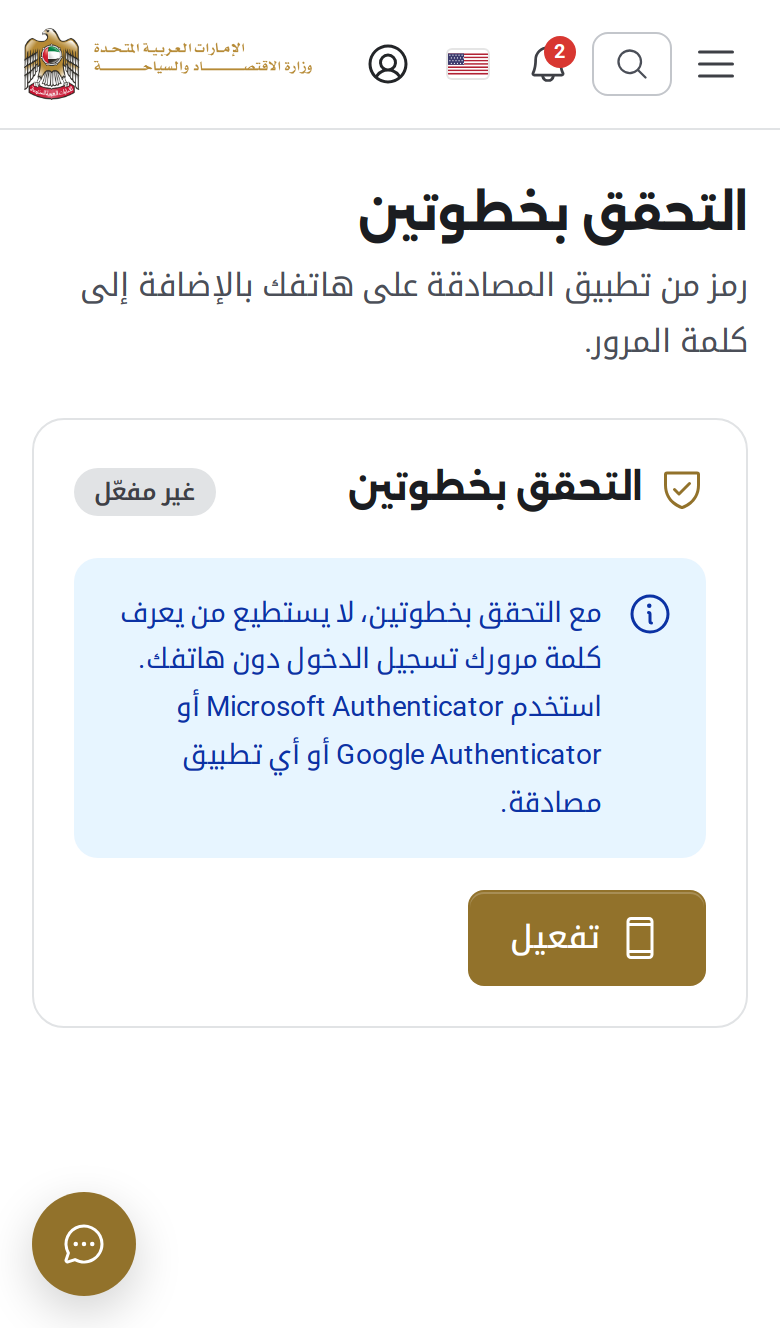 الإمارات العربية المتحدة
وزارة الاقتصاد والسياحة
2
التحقق بخطوتين
رمز من تطبيق المصادقة على هاتفك بالإضافة إلى
كلمة المرور.
التحقق بخطوتين
غير مفعّل
مع التحقق بخطوتين، لا يستطيع من يعرف
كلمة مرورك تسجيل الدخول دون هاتفك.
استخدم Microsoft Authenticator أو
Google Authenticator أو أي تطبيق
مصادقة.
تفعيل